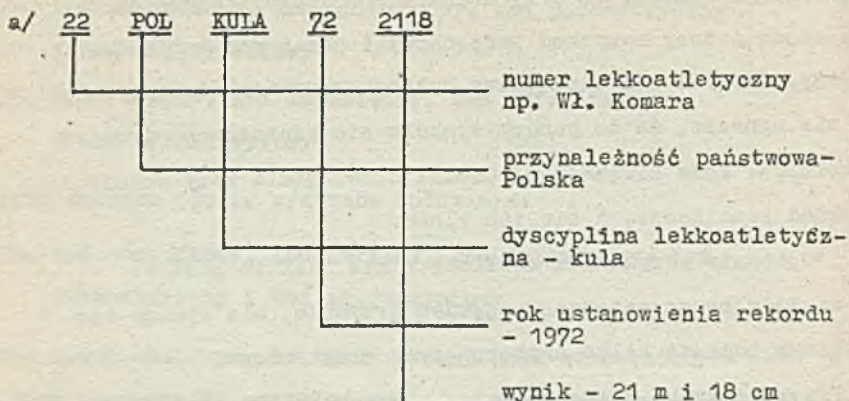 a/ 22 POL KULA 72 2118
numer lekkoatletyczny
np. Wł. Komara
przynależność państwowa-
Polska
dyscyplina lekkoatletycz-
na - kula
rok ustanowienia rekordu
- 1972
wynik - 21 m i 18 cm